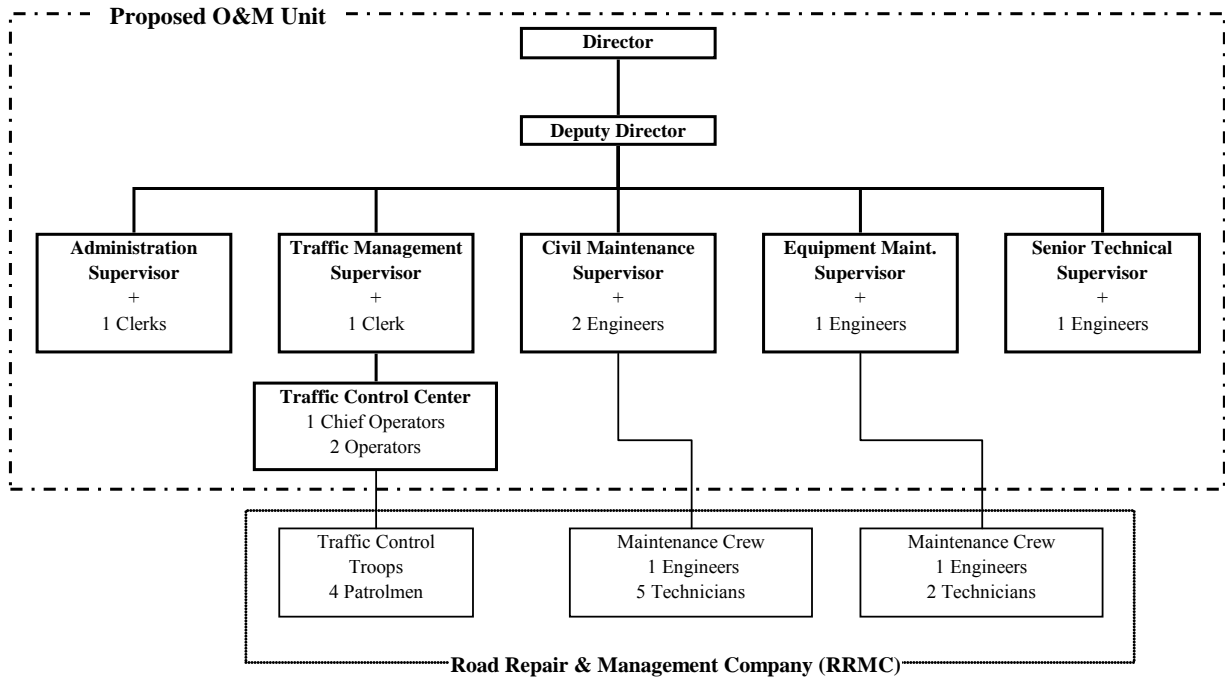 Proposed O&M Unit
Director
Deputy Director
Administration
Supervisor
+
1 Clerks
Traffic Management
Supervisor
+
1 Clerk
Civil Maintenance
Supervisor
+
2 Engineers
Equipment Maint.
Supervisor
+
1 Engineers
Senior Technical
Supervisor
+
1 Engineers
Traffic Control Center
1 Chief Operators
2 Operators
Traffic Control
Troops
4 Patrolmen
Maintenance Crew
1 Engineers
5 Technicians
Maintenance Crew
1 Engineers
2 Technicians
Road Repair & Management Company (RRMC)